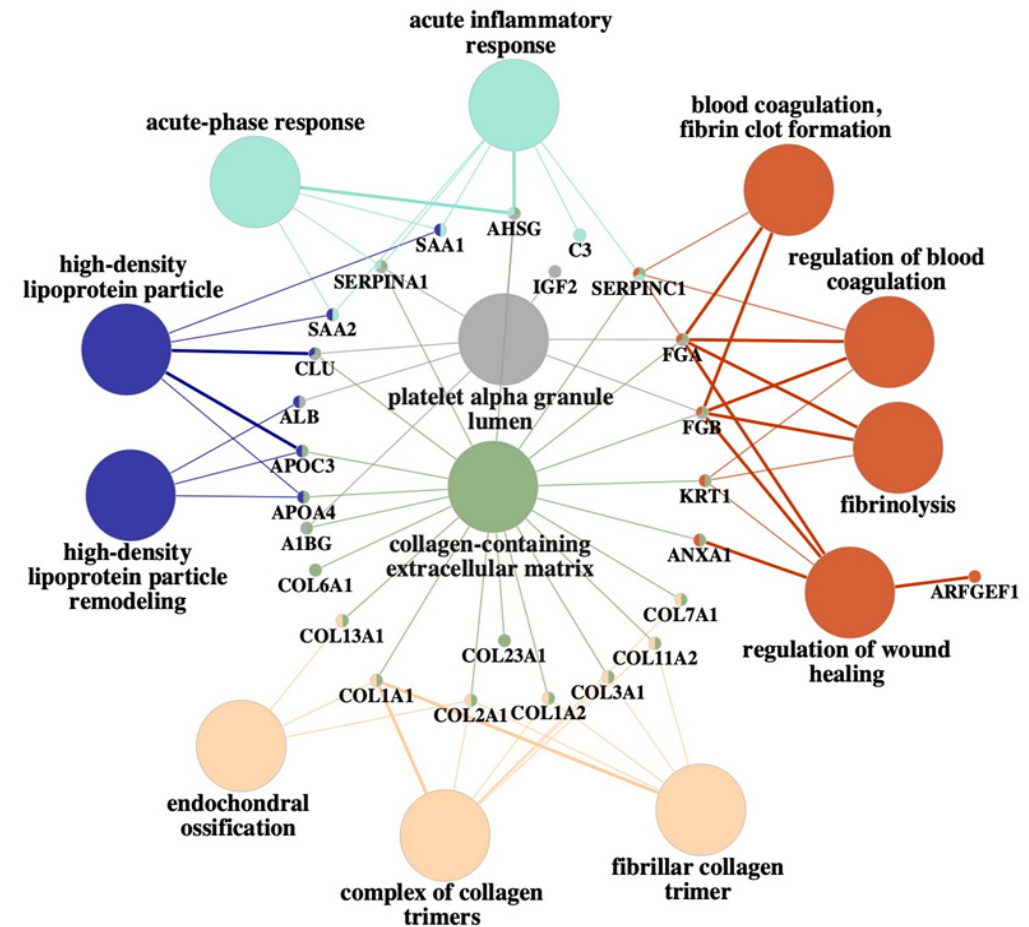 acute inflammatory
response
acute-phase response
blood coagulation,
fibrin clot formation
SAA1
AHSG
C3
high-density
lipoprotein particle
SERPINA1
IGF2
SERPINC1
regulation of blood
coagulation
SAA2
CLU
FGA
platelet alpha granule
lumen
ALB
FGB
APOC3
KRT1
fibrinolysis
APOA4
A1BG
high-density
lipoprotein particle
remodeling
collagen-containing
extracellular matrix
ANXA1
COL6A1
ARFGEF1
COL13A1
COL7A1
COL23A1
COL11A2
regulation of wound
healing
COL1A1
COL2A1
COL1A2
COL3A1
endochondral
ossification
complex of collagen
trimers
fibrillar collagen
trimer